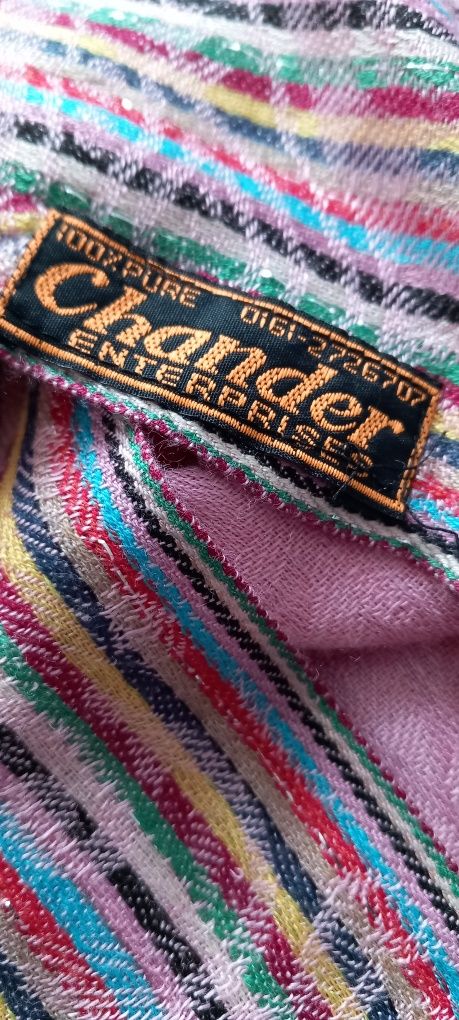 100% PURE 0161-2726707
Chander
ENTERPRISES